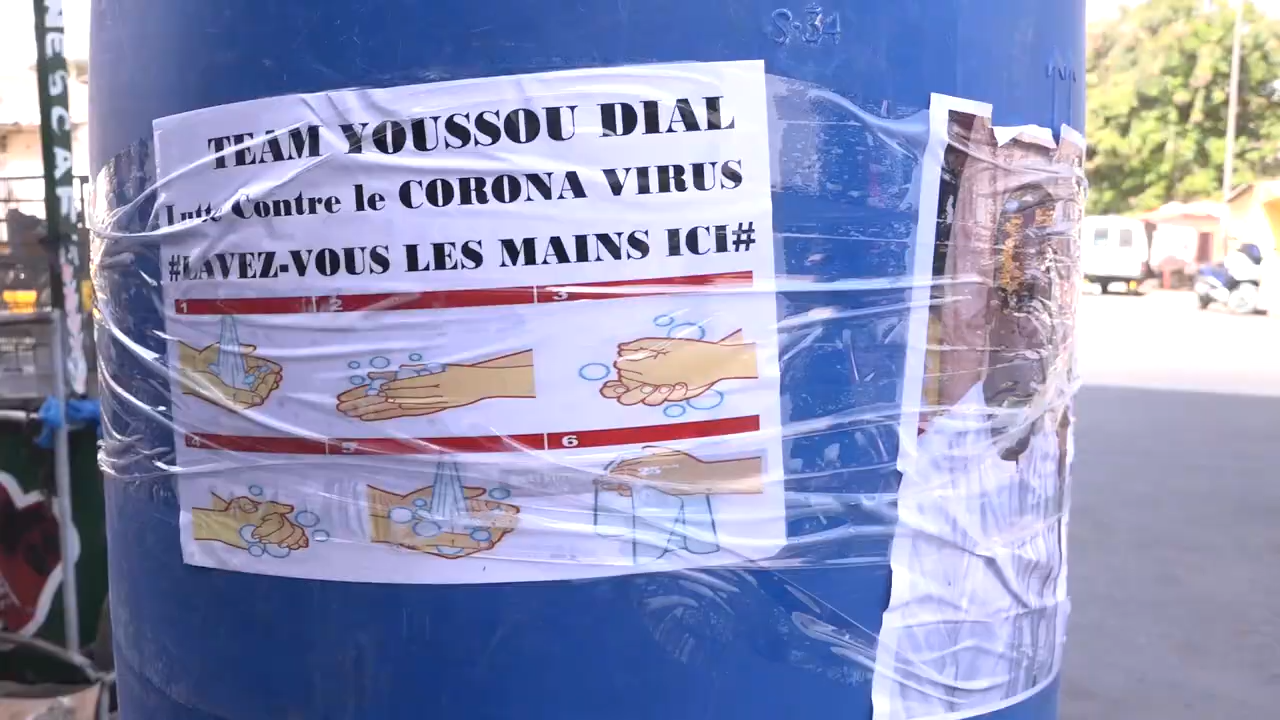 S-34
TEAM YOUSSOU DIAL
Lutte Contre le CORONA VIRUS
#LAVEZ-VOUS LES MAINS ICI#
1 2 3
4 5 6